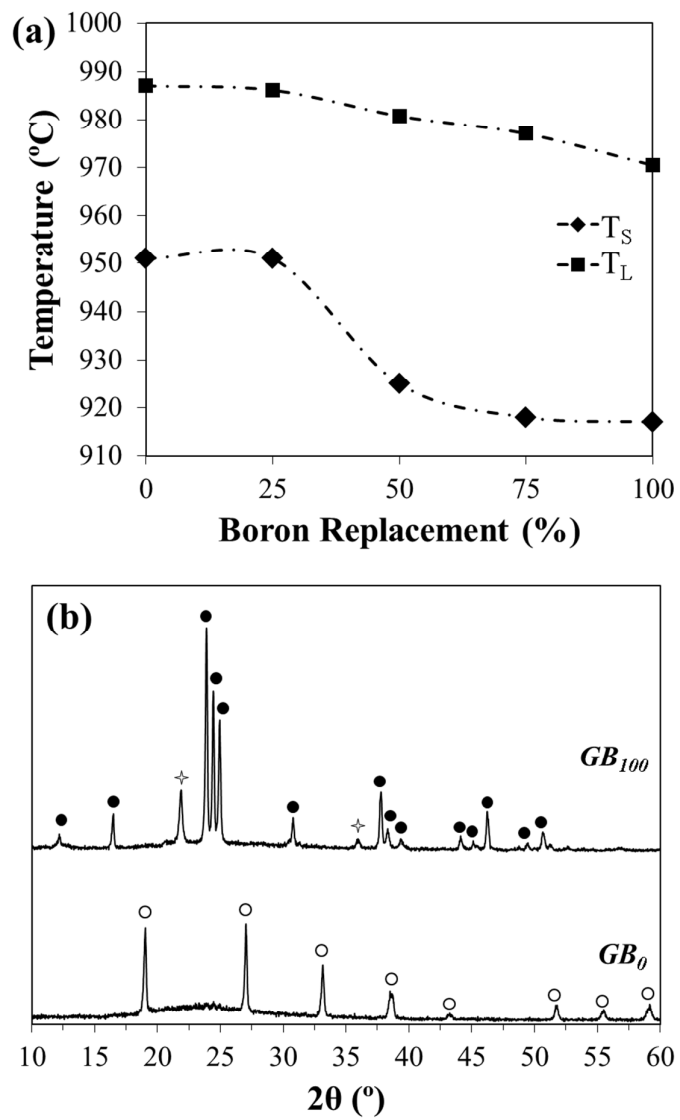 (a)
1000
990
980
970
960
950
940
930
920
910
Temperature (ºC)
T_S
T_L
0 25 50 75 100
Boron Replacement (%)
(b)
GB_100
GB_0
10 15 20 25 30 35 40 45 50 55 60
2θ (º)